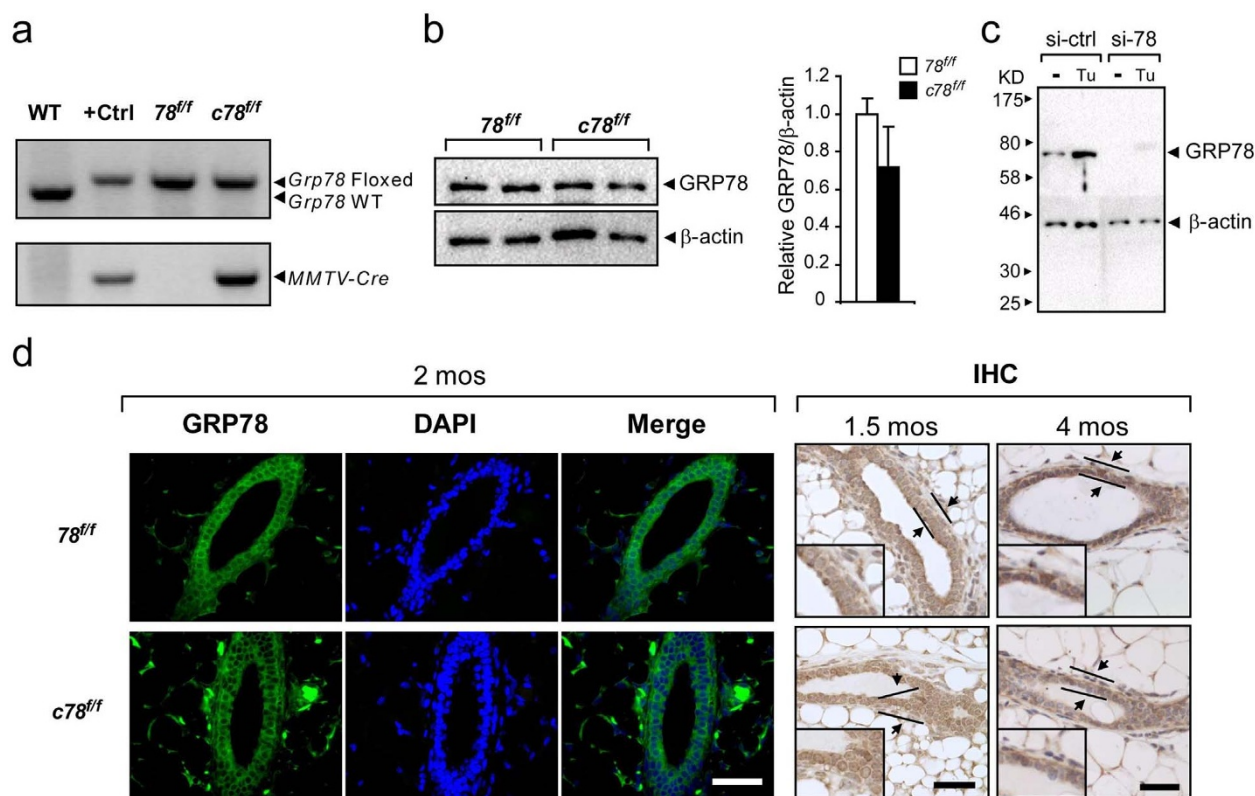 a
WT +Ctrl 78f/f c78f/f
Grp78 Floxed
Grp78 WT
MMTV-Cre
b
78f/f c78f/f
GRP78
β-actin
Relative GRP78/β-actin
1.2
1.0
0.8
0.6
0.4
0.2
0
78f/f
c78f/f
c
si-ctrl si-78
KD - Tu - Tu
175
80
58
46
30
25
GRP78
β-actin
d
2 mos
GRP78 DAPI Merge
78f/f
c78f/f
IHC
1.5 mos 4 mos